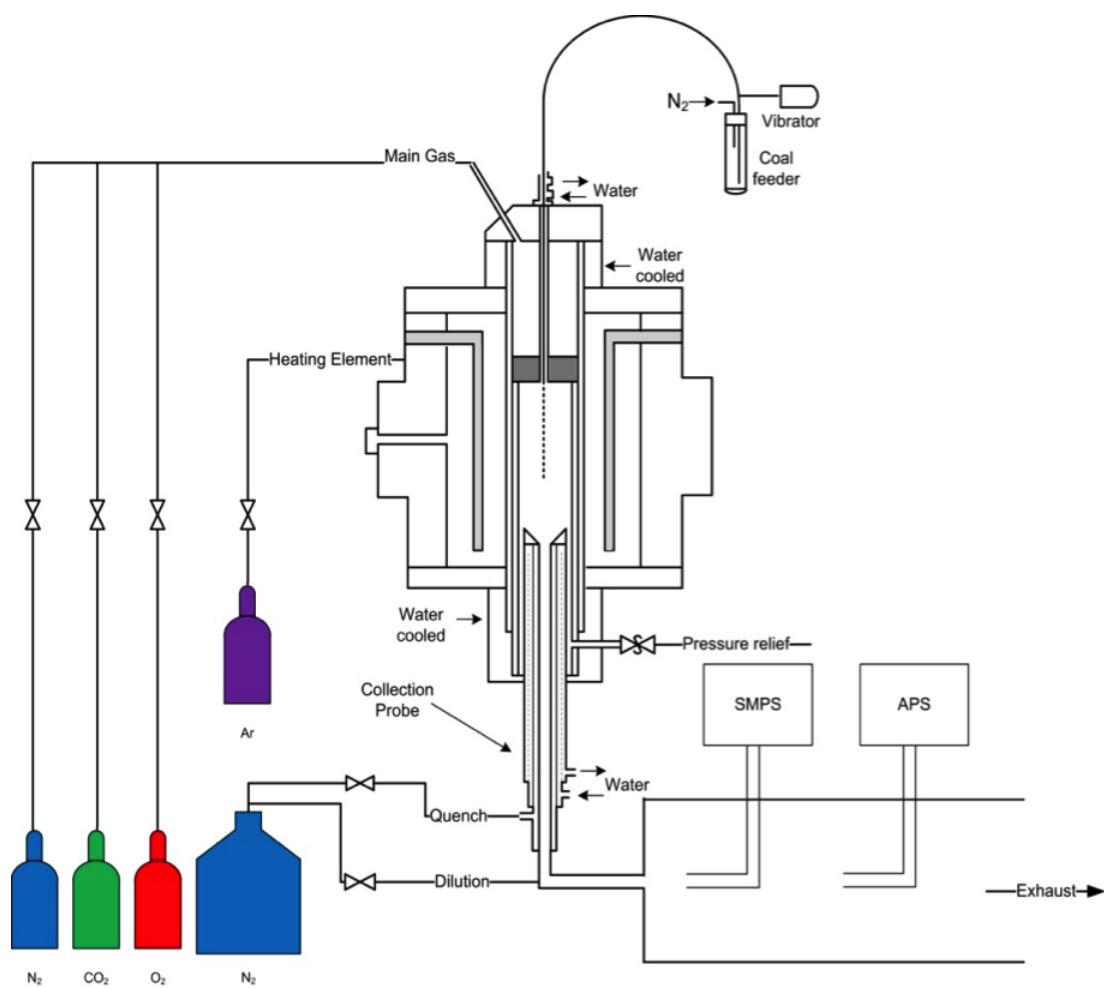 N₂
Vibrator
Coal
feeder
Main Gas
Water
Water
cooled
Heating Element
Water
cooled
Pressure relief
Collection
Probe
SMPS
APS
Ar
Water
Quench
Dilution
Exhaust
N₂
CO₂
O₂
N₂